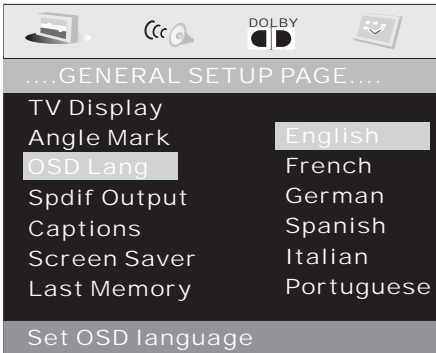 DOLBY
....GENERAL SETUP PAGE....
TV Display
Angle Mark
OSD Lang
Spdif Output
Captions
Screen Saver
Last Memory
English
French
German
Spanish
Italian
Portuguese
Set OSD language